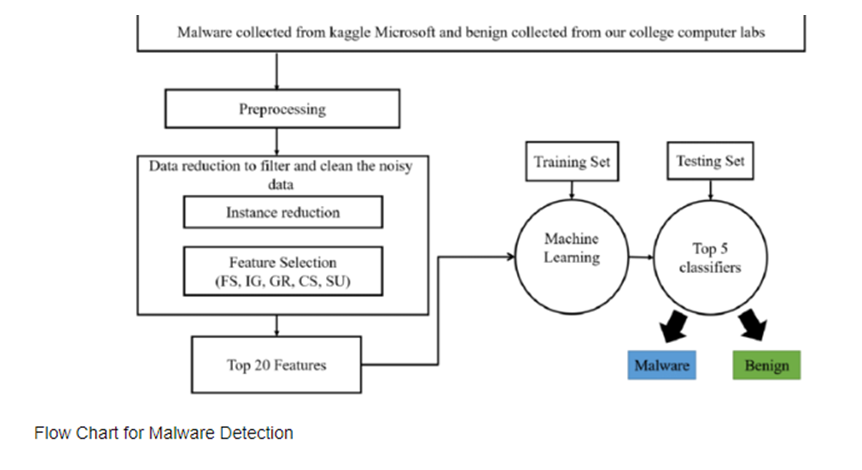 Malware collected from kaggle Microsoft and benign collected from our college computer labs
Preprocessing
Data reduction to filter and clean the noisy
data
Instance reduction
Feature Selection
(FS, IG, GR, CS, SU)
Top 20 Features
Training Set
Testing Set
Machine
Learning
Top 5
classifiers
Malware
Benign
Flow Chart for Malware Detection